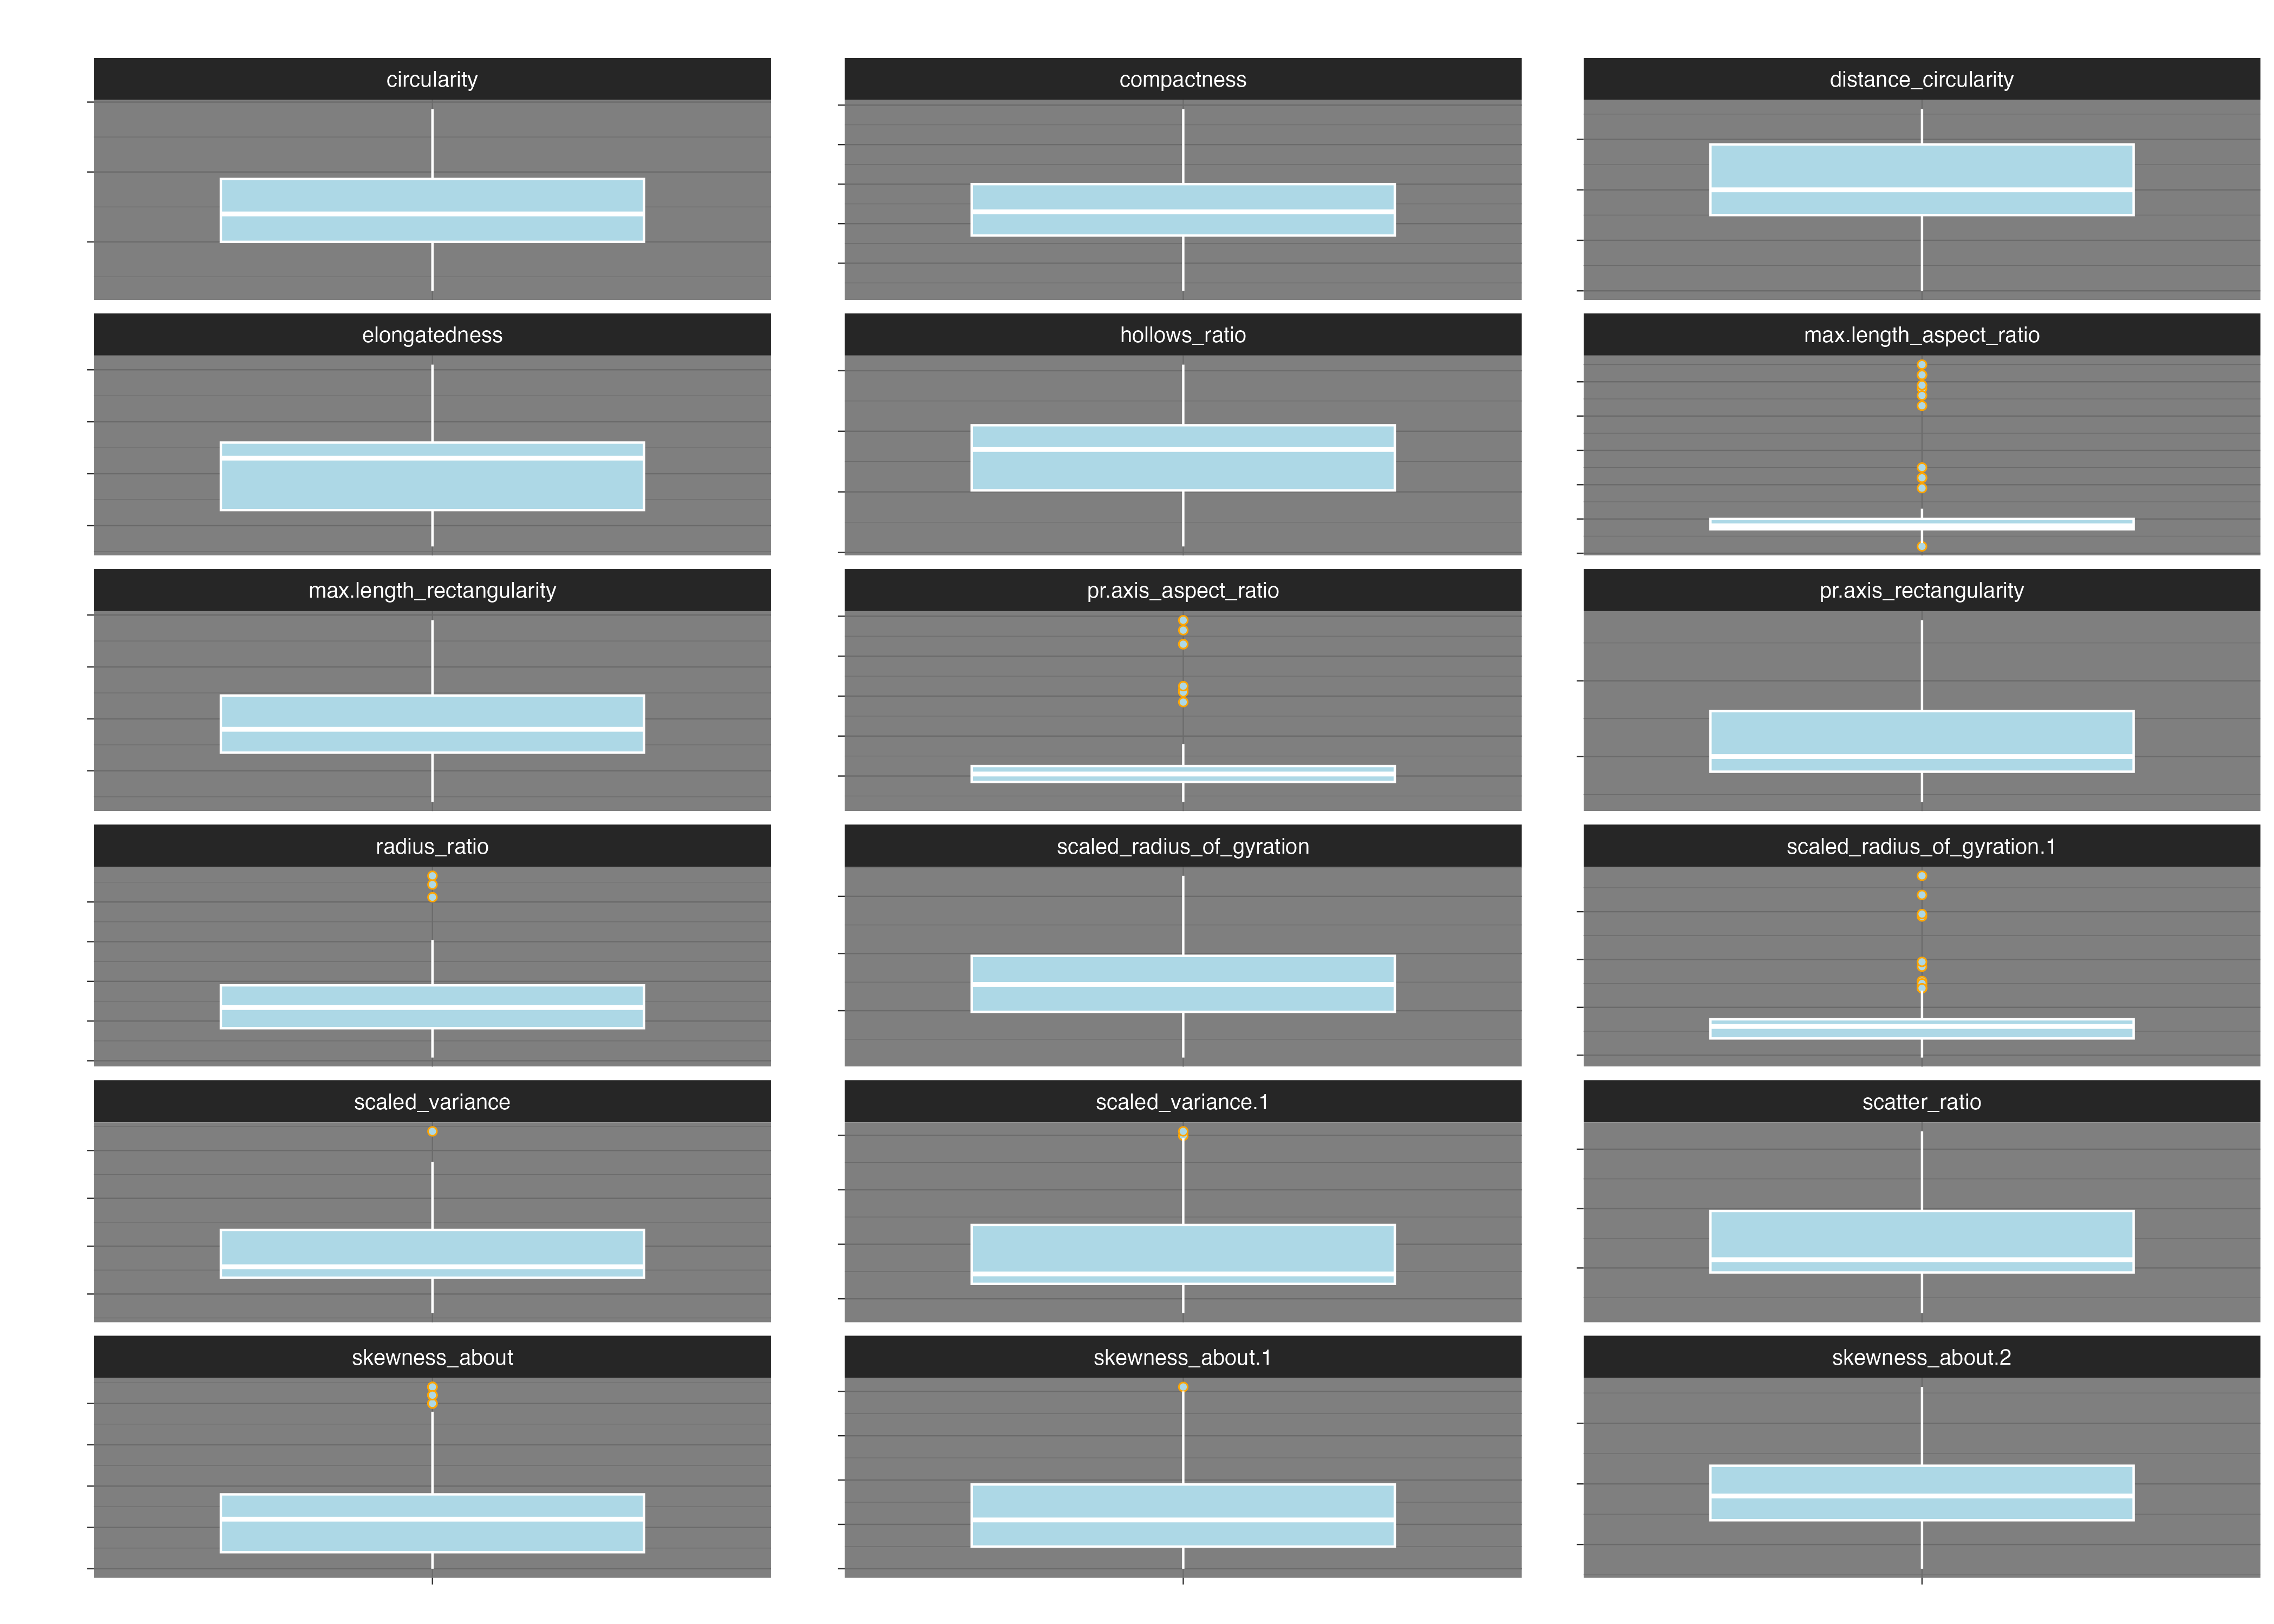 circularity
compactness
distance_circularity
elongatedness
hollows_ratio
max.length_aspect_ratio
max.length_rectangularity
pr.axis_aspect_ratio
pr.axis_rectangularity
radius_ratio
scaled_radius_of_gyration
scaled_radius_of_gyration.1
scaled_variance
scaled_variance.1
scatter_ratio
skewness_about
skewness_about.1
skewness_about.2